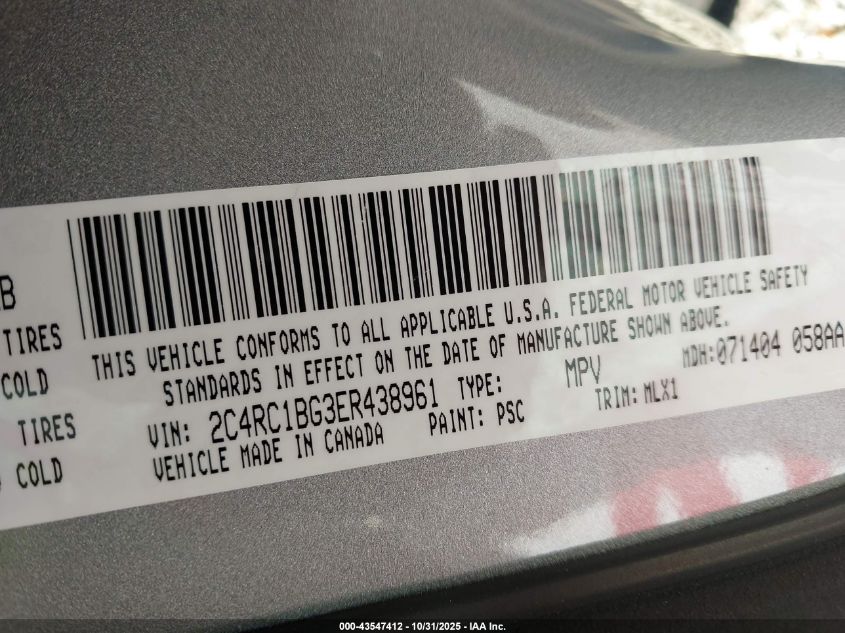 B
TIRES
COLD
TIRES
COLD
THIS VEHICLE CONFORMS TO ALL APPLICABLE U.S.A. FEDERAL MOTOR VEHICLE SAFETY
STANDARDS IN EFFECT ON THE DATE OF MANUFACTURE SHOWN ABOVE.
VIN: 2C4RC1BG3ER438961 TYPE: MPV MDH:071404 058AA
VEHICLE MADE IN CANADA PAINT: PSC TRIM: MLX1
000-43547412 - 10/31/2025 - IAA Inc.